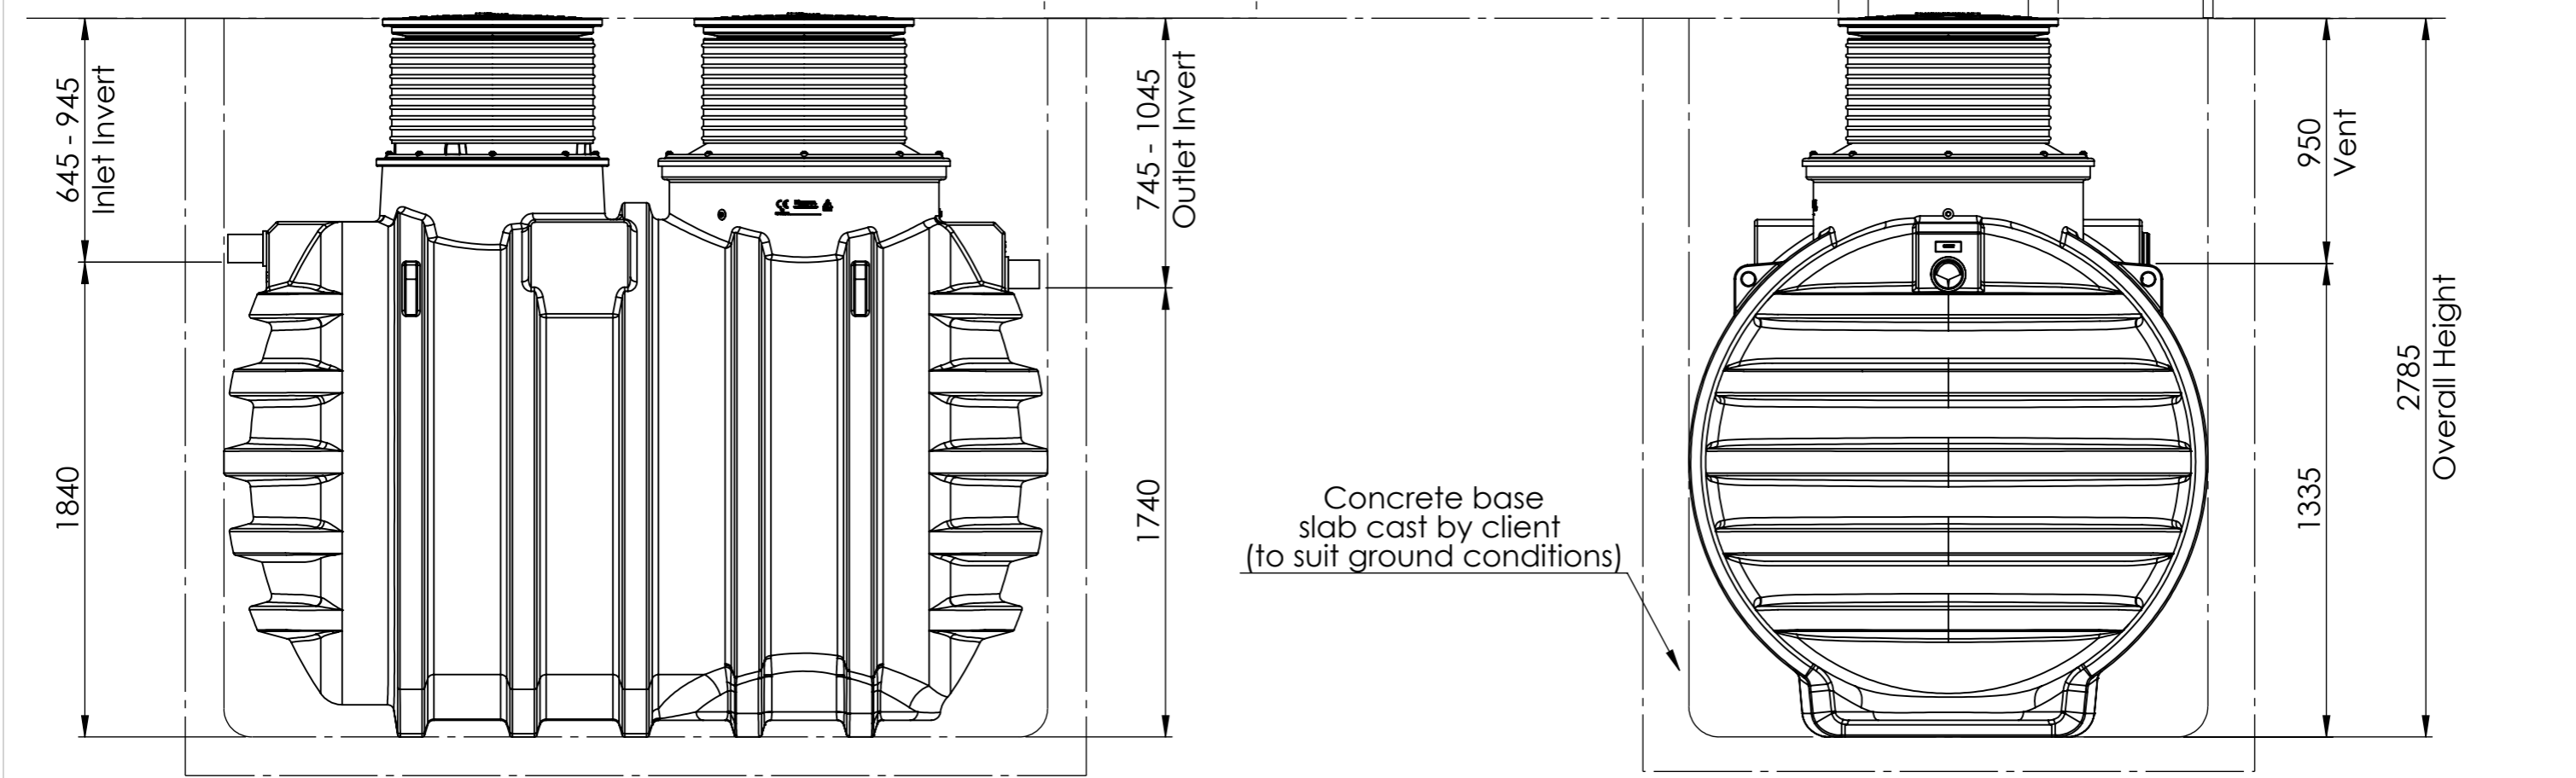 645 - 945
Inlet Invert
1840
745 - 1045
Outlet Invert
1740
Concrete base
slab cast by client
(to suit ground conditions)
950
Vent
1335
2785
Overall Height